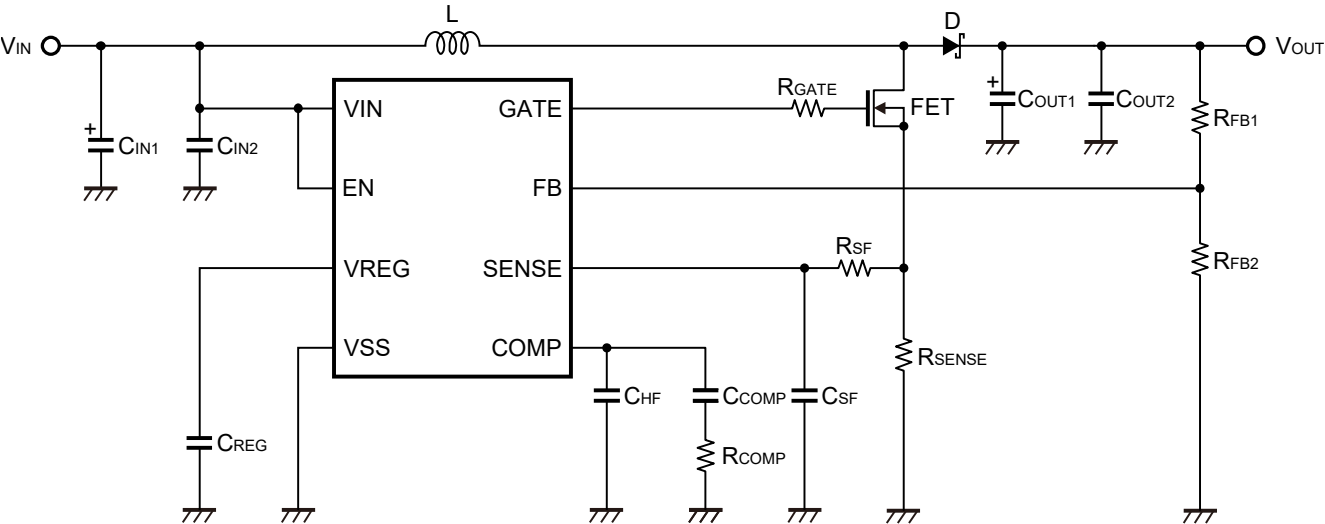 L
D
VIN
VOUT
VIN
GATE
RGATE
FET
+
COUT1
COUT2
RFB1
+
CIN1
CIN2
EN
FB
RSF
VREG
SENSE
RFB2
VSS
COMP
RSENSE
CHF
CCOMP
CSF
CREG
RCOMP